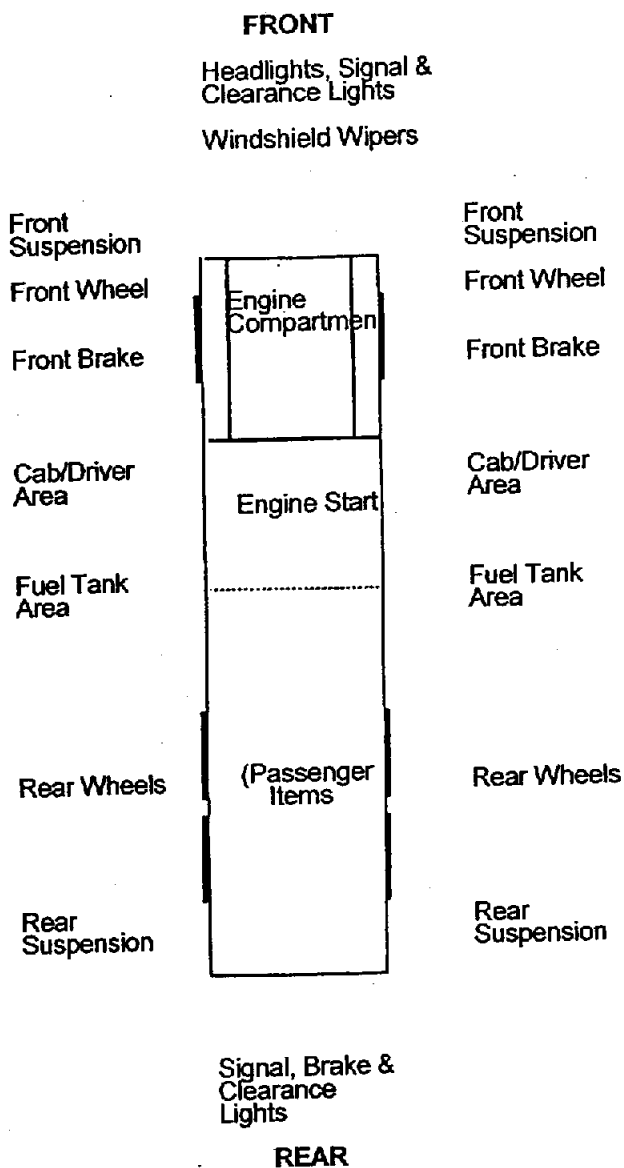 FRONT
Headlights, Signal &
Clearance Lights
Windshield Wipers
Front
Suspension
Front
Suspension
Front Wheel
Engine
Compartmen
Front Wheel
Front Brake
Front Brake
Cab/Driver
Area
Engine Start
Cab/Driver
Area
Fuel Tank
Area
Fuel Tank
Area
Rear Wheels
(Passenger
Items
Rear Wheels
Rear
Suspension
Rear
Suspension
Signal, Brake &
Clearance
Lights
REAR